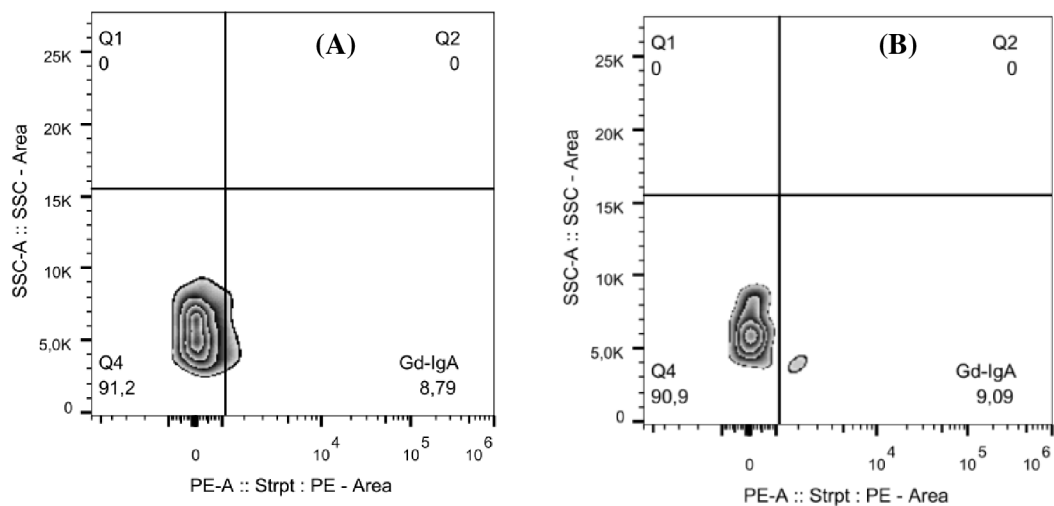 (A)
Q1
0
Q2
0
25K
20K
15K
10K
5,0K
0
SSC-A :: SSC - Area
Q4
91,2
Gd-IgA
8,79
0
10^4
10^5
10^6
PE-A :: Strpt : PE - Area
(B)
Q1
0
Q2
0
25K
20K
15K
10K
5,0K
0
SSC-A :: SSC - Area
Q4
90,9
Gd-IgA
9,09
0
10^4
10^5
10^6
PE-A :: Strpt : PE - Area